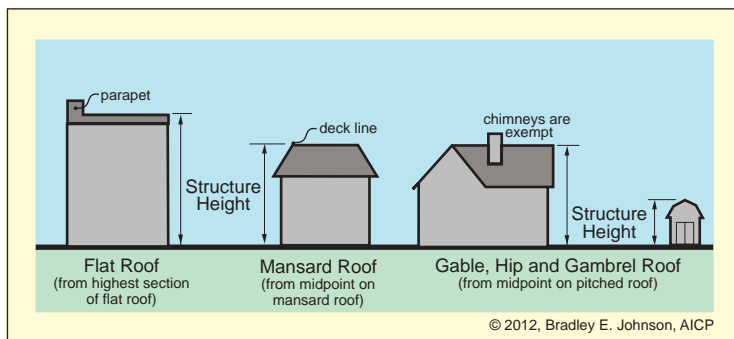 parapet
deck line
chimneys are
exempt
Structure
Height
Structure
Height
Flat Roof
(from highest section
of flat roof)
Mansard Roof
(from midpoint on
mansard roof)
Gable, Hip and Gambrel Roof
(from midpoint on pitched roof)
© 2012, Bradley E. Johnson, AICP